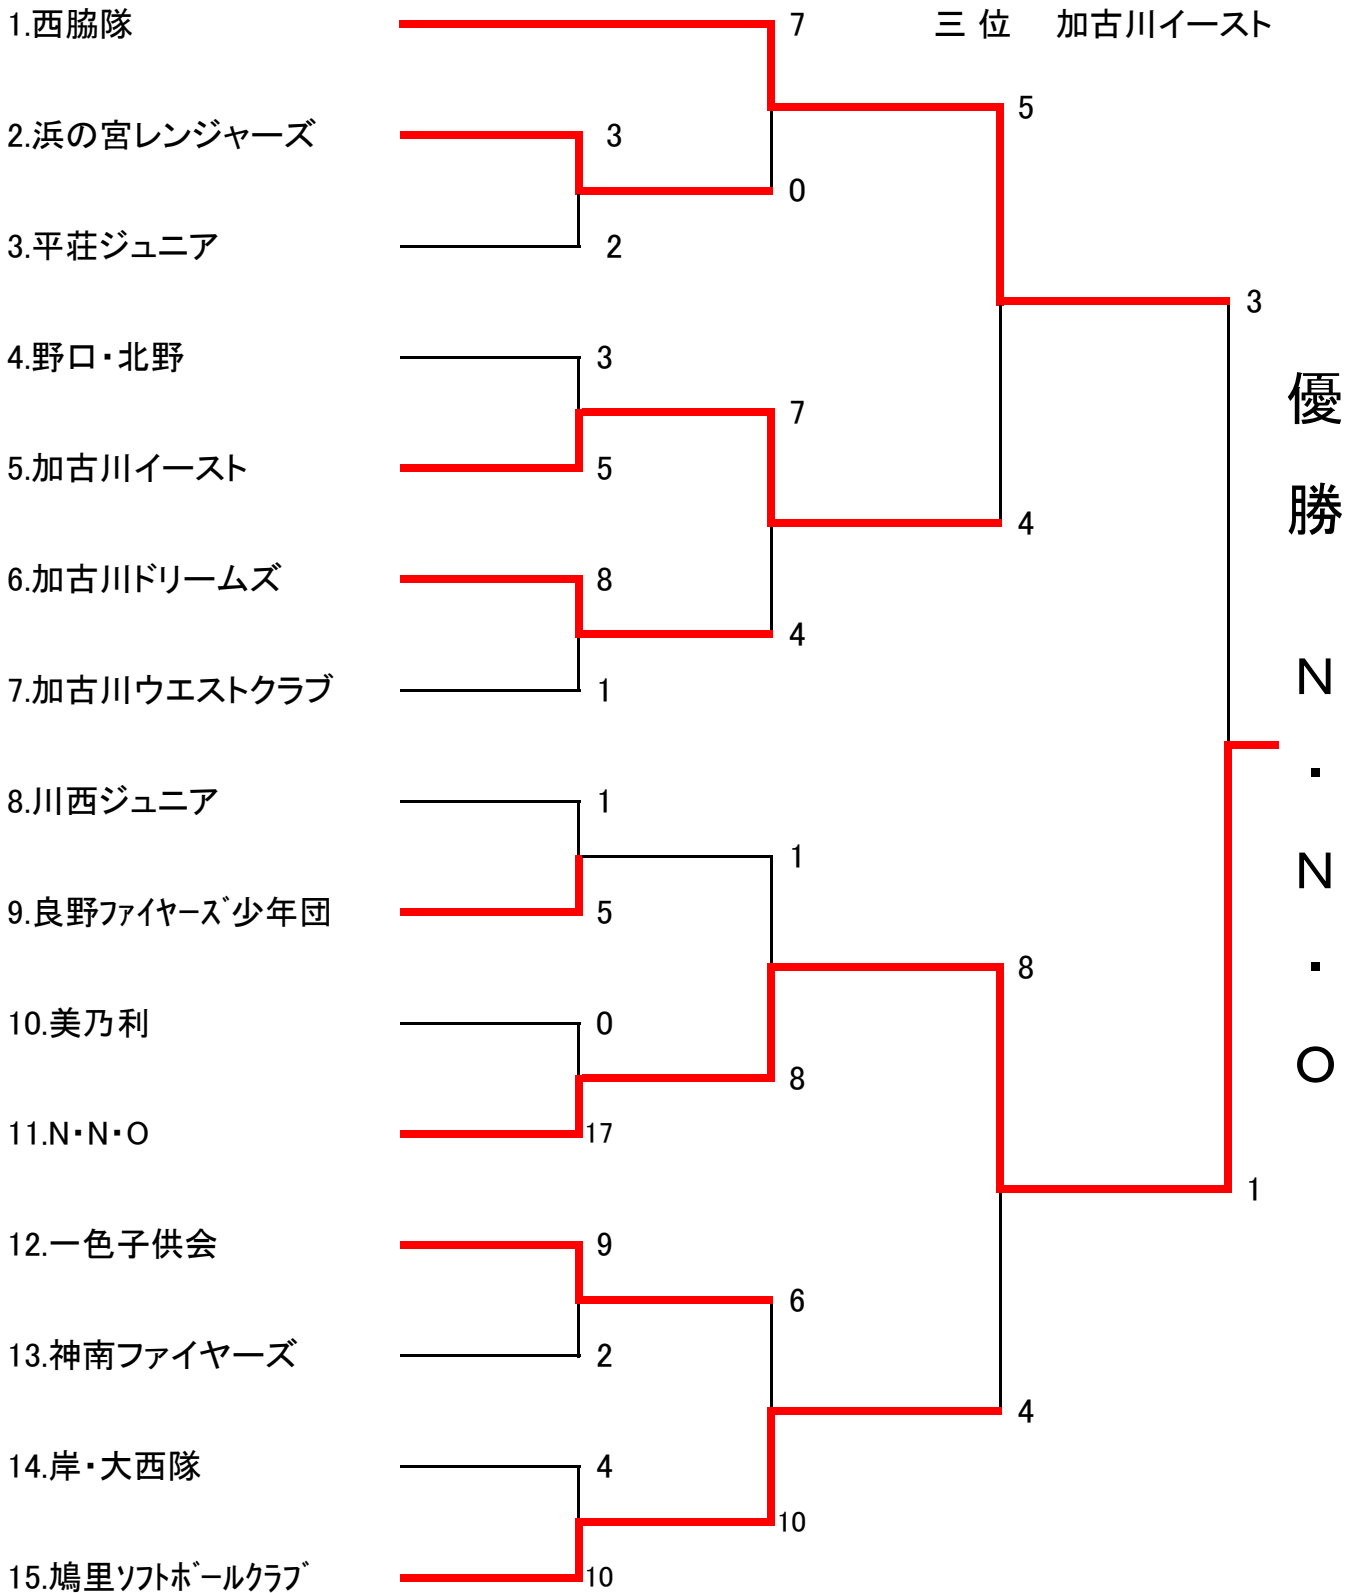 1.西脇隊
7
三 位 加古川イースト
5
2.浜の宮レンジャーズ
3
0
3.平荘ジュニア
2
3
4.野口・北野
3
7
5.加古川イースト
5
4
6.加古川ドリームズ
8
4
7.加古川ウエストクラブ
1
8.川西ジュニア
1
1
9.良野ファイヤーズ少年団
5
8
10.美乃利
0
8
11.N・N・O
17
1
12.一色子供会
9
6
13.神南ファイヤーズ
2
4
14.岸・大西隊
4
10
15.鳩里ソフトボールクラブ
10
優勝 N・N・O